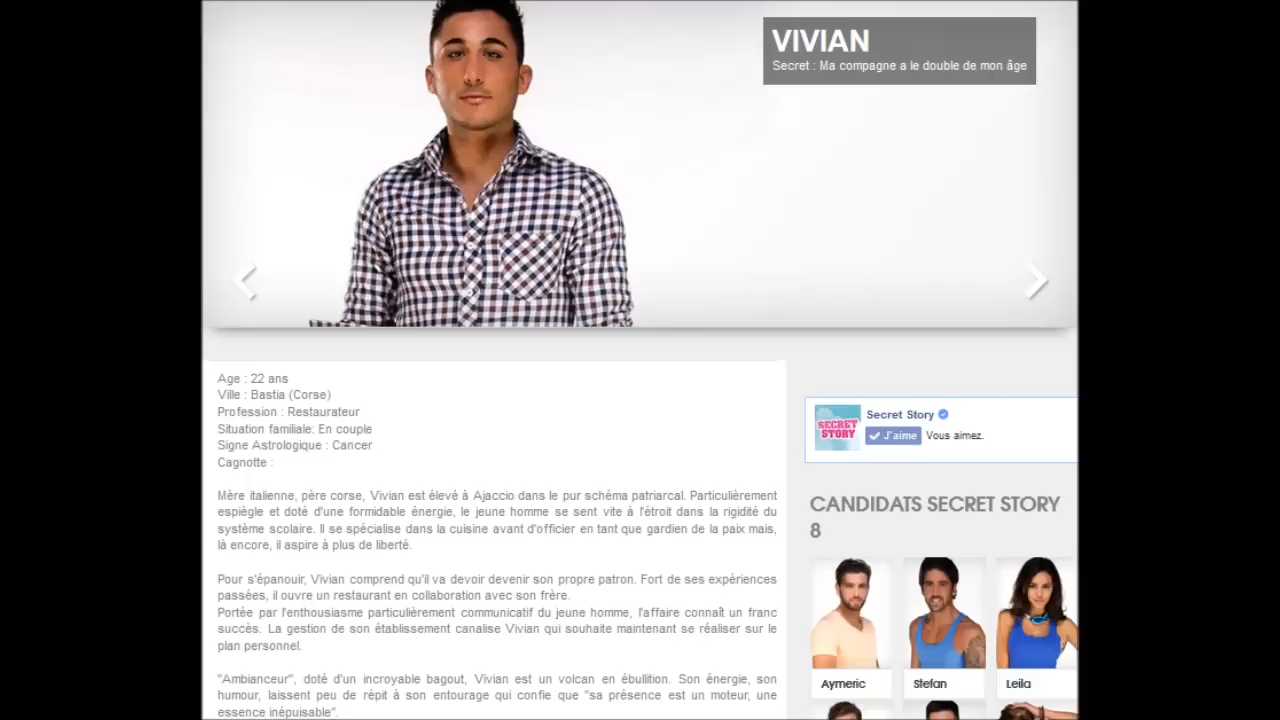 VIVIAN
Secret : Ma compagne a le double de mon âge
Age : 22 ans
Ville : Bastia (Corse)
Profession : Restaurateur
Situation familiale: En couple
Signe Astrologique : Cancer
Cagnotte :
Mère italienne, père corse, Vivian est élevé à Ajaccio dans le pur schéma patriarcal. Particulièrement
espiègle et doté d'une formidable énergie, le jeune homme se sent vite à l'étroit dans la rigidité du
système scolaire. Il se spécialise dans la cuisine avant d'officier en tant que gardien de la paix mais,
là encore, il aspire à plus de liberté.
Pour s'épanouir, Vivian comprend qu'il va devoir devenir son propre patron. Fort de ses expériences
passées, il ouvre un restaurant en collaboration avec son frère.
Portée par l'enthousiasme particulièrement communicatif du jeune homme, l'affaire connaît un franc
succès. La gestion de son établissement canalise Vivian qui souhaite maintenant se réaliser sur le
plan personnel.
"Ambianceur", doté d'un incroyable bagout, Vivian est un volcan en ébullition. Son énergie, son
humour, laissent peu de répit à son entourage qui confie que "sa présence est un moteur, une
essence inépuisable".
SECRET
STORY
Secret Story
J'aime Vous aimez.
CANDIDATS SECRET STORY
8
Aymeric
Stefan
Leila